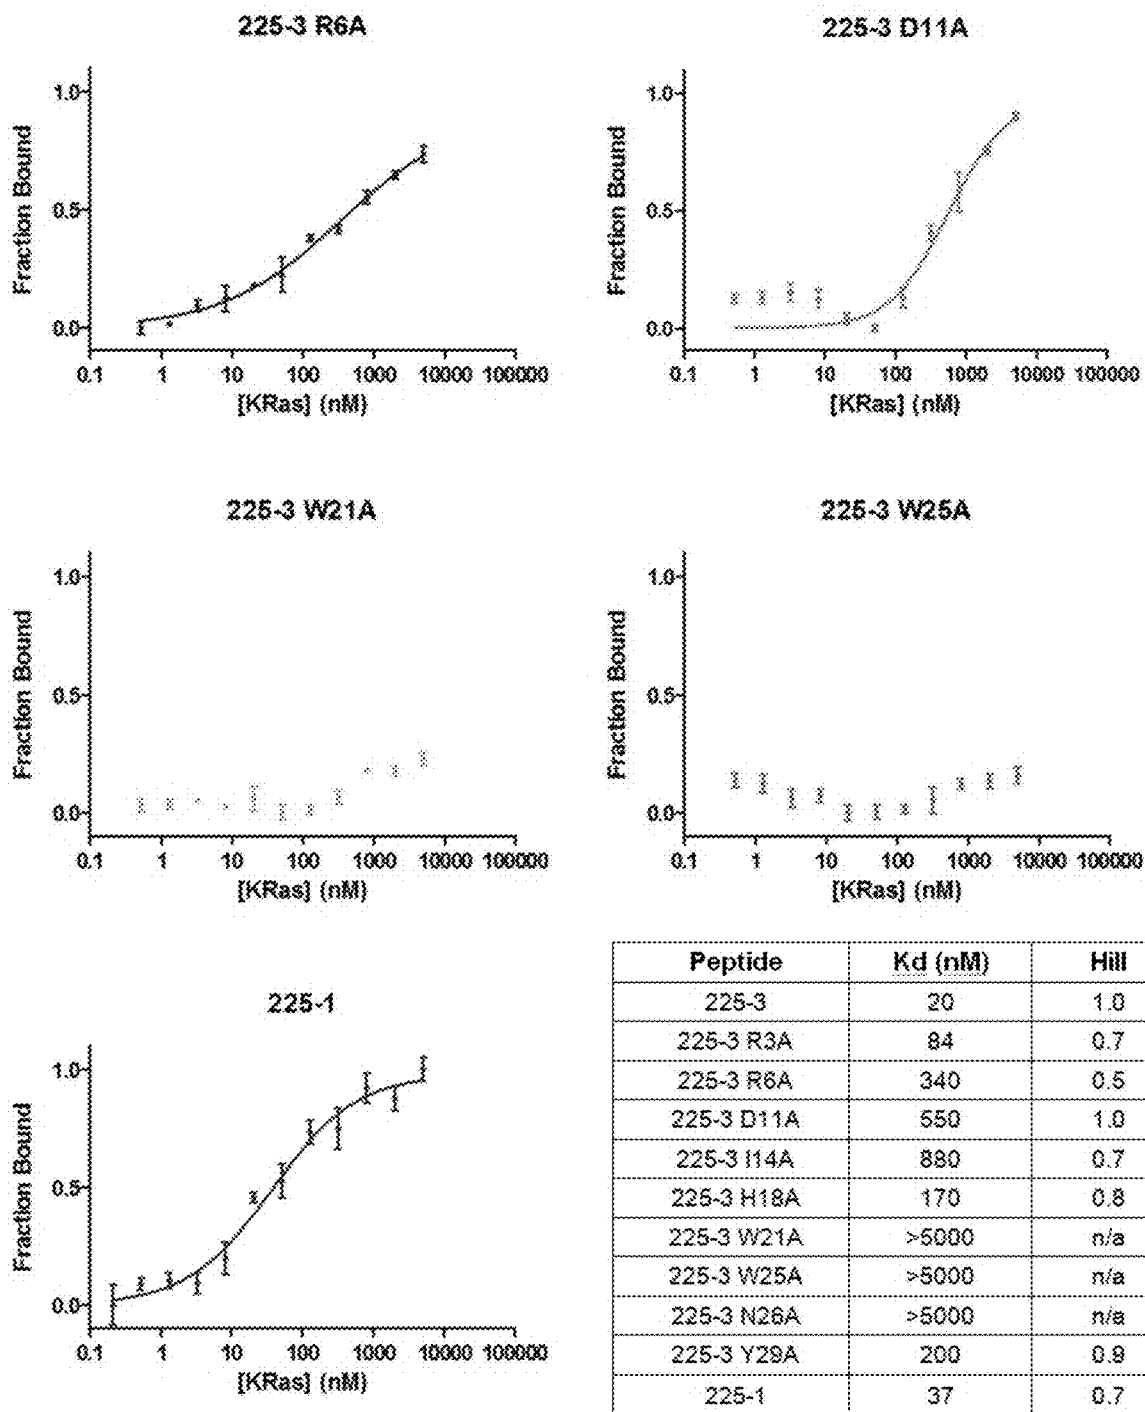 225-3 R6A
225-3 D11A
Fraction Bound
1.0
0.5
0.0
0.1 1 10 100 1000 10000 100000
[KRas] (nM)
Fraction Bound
1.0
0.5
0.0
0.1 1 10 100 1000 10000 100000
[KRas] (nM)
225-3 W21A
225-3 W25A
Fraction Bound
1.0
0.5
0.0
0.1 1 10 100 1000 10000 100000
[KRas] (nM)
Fraction Bound
1.0
0.5
0.0
0.1 1 10 100 1000 10000 100000
[KRas] (nM)
225-1
Fraction Bound
1.0
0.5
0.0
0.1 1 10 100 1000 10000 100000
[KRas] (nM)
Peptide Kd (nM) Hill
225-3 20 1.0
225-3 R3A 84 0.7
225-3 R6A 340 0.5
225-3 D11A 550 1.0
225-3 I14A 880 0.7
225-3 H18A 170 0.8
225-3 W21A >5000 n/a
225-3 W25A >5000 n/a
225-3 N26A >5000 n/a
225-3 Y29A 200 0.9
225-1 37 0.7